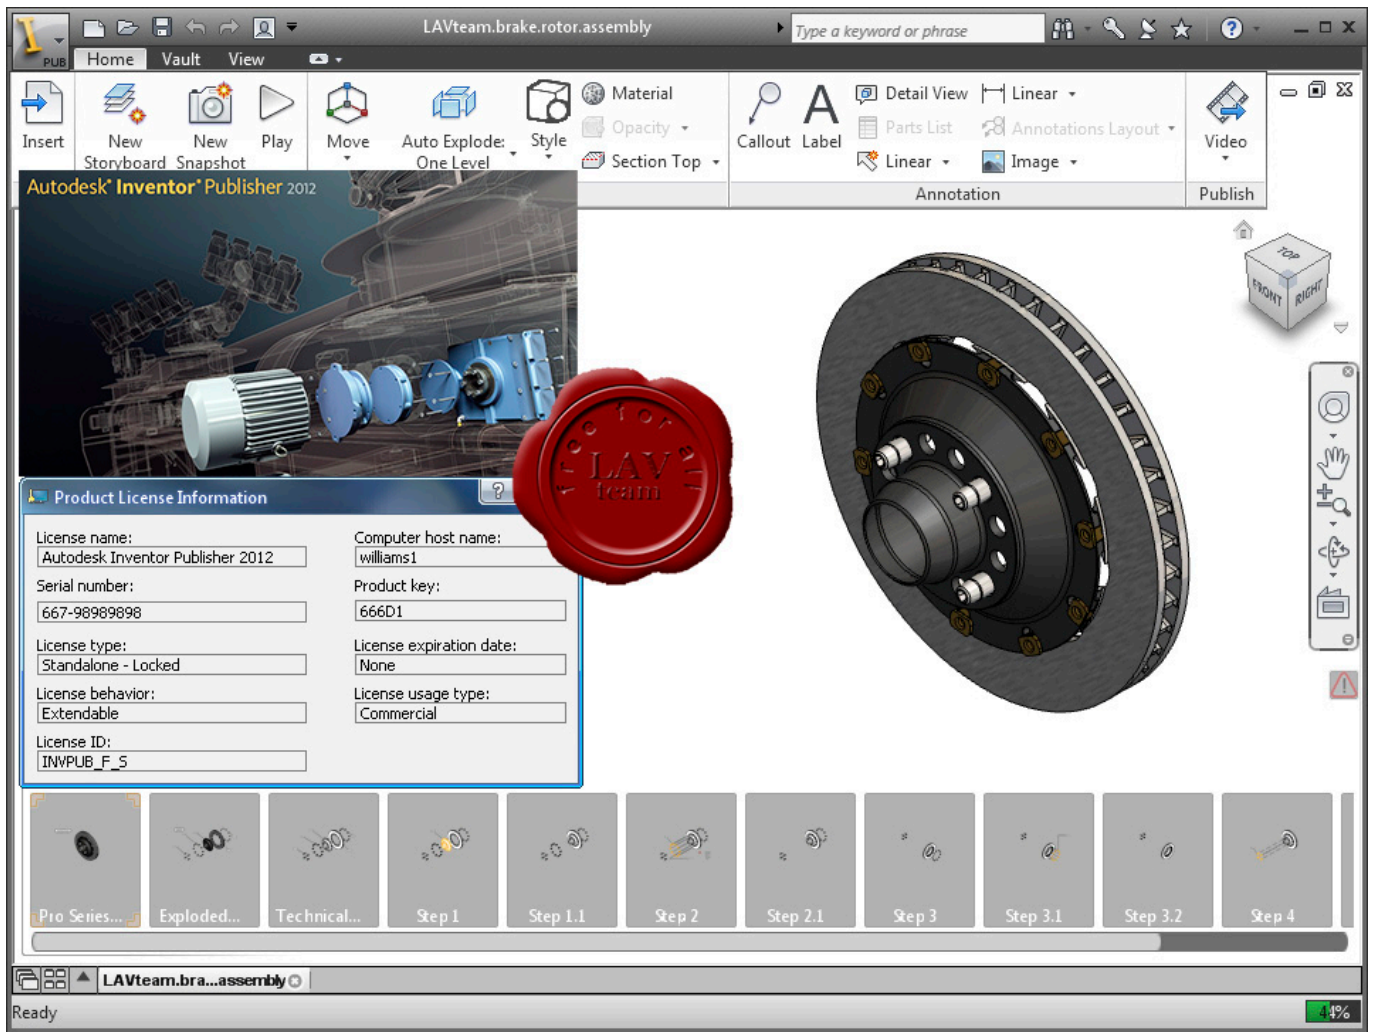 LAVteam.brake.rotor.assembly
Type a keyword or phrase
PUB
Home Vault View
Insert
New Storyboard
New Snapshot
Play
Move
Auto Explode: One Level
Style
Material
Opacity
Section Top
Callout
Label
Detail View
Parts List
Linear
Linear
Annotations Layout
Image
Video
Annotation
Publish
Autodesk® Inventor® Publisher 2012
TOP
FRONT
RIGHT
free for all
LAV
team
Product License Information
License name:
Autodesk Inventor Publisher 2012
Computer host name:
williams1
Serial number:
667-98989898
Product key:
666D1
License type:
Standalone - Locked
License expiration date:
None
License behavior:
Extendable
License usage type:
Commercial
License ID:
INVPUB_F_S
Pro Series...
Exploded...
Technical...
Step 1
Step 1.1
Step 2
Step 2.1
Step 3
Step 3.1
Step 3.2
Step 4
LAVteam.bra...assembly
Ready
44%